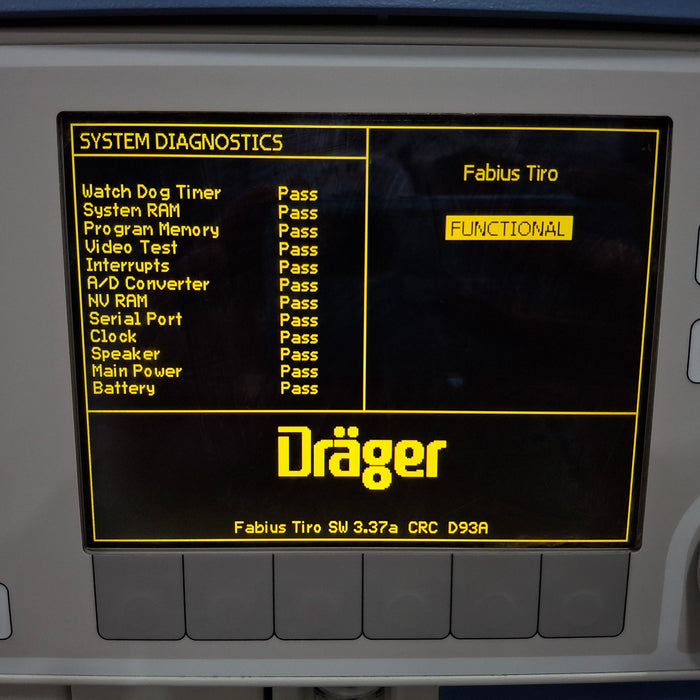 SYSTEM DIAGNOSTICS
Watch Dog Timer Pass
System RAM Pass
Program Memory Pass
Video Test Pass
Interrupts Pass
A/D Converter Pass
NV RAM Pass
Serial Port Pass
Clock Pass
Speaker Pass
Main Power Pass
Battery Pass
Fabius Tiro
FUNCTIONAL
Dräger
Fabius Tiro SW 3.37a CRC D93A